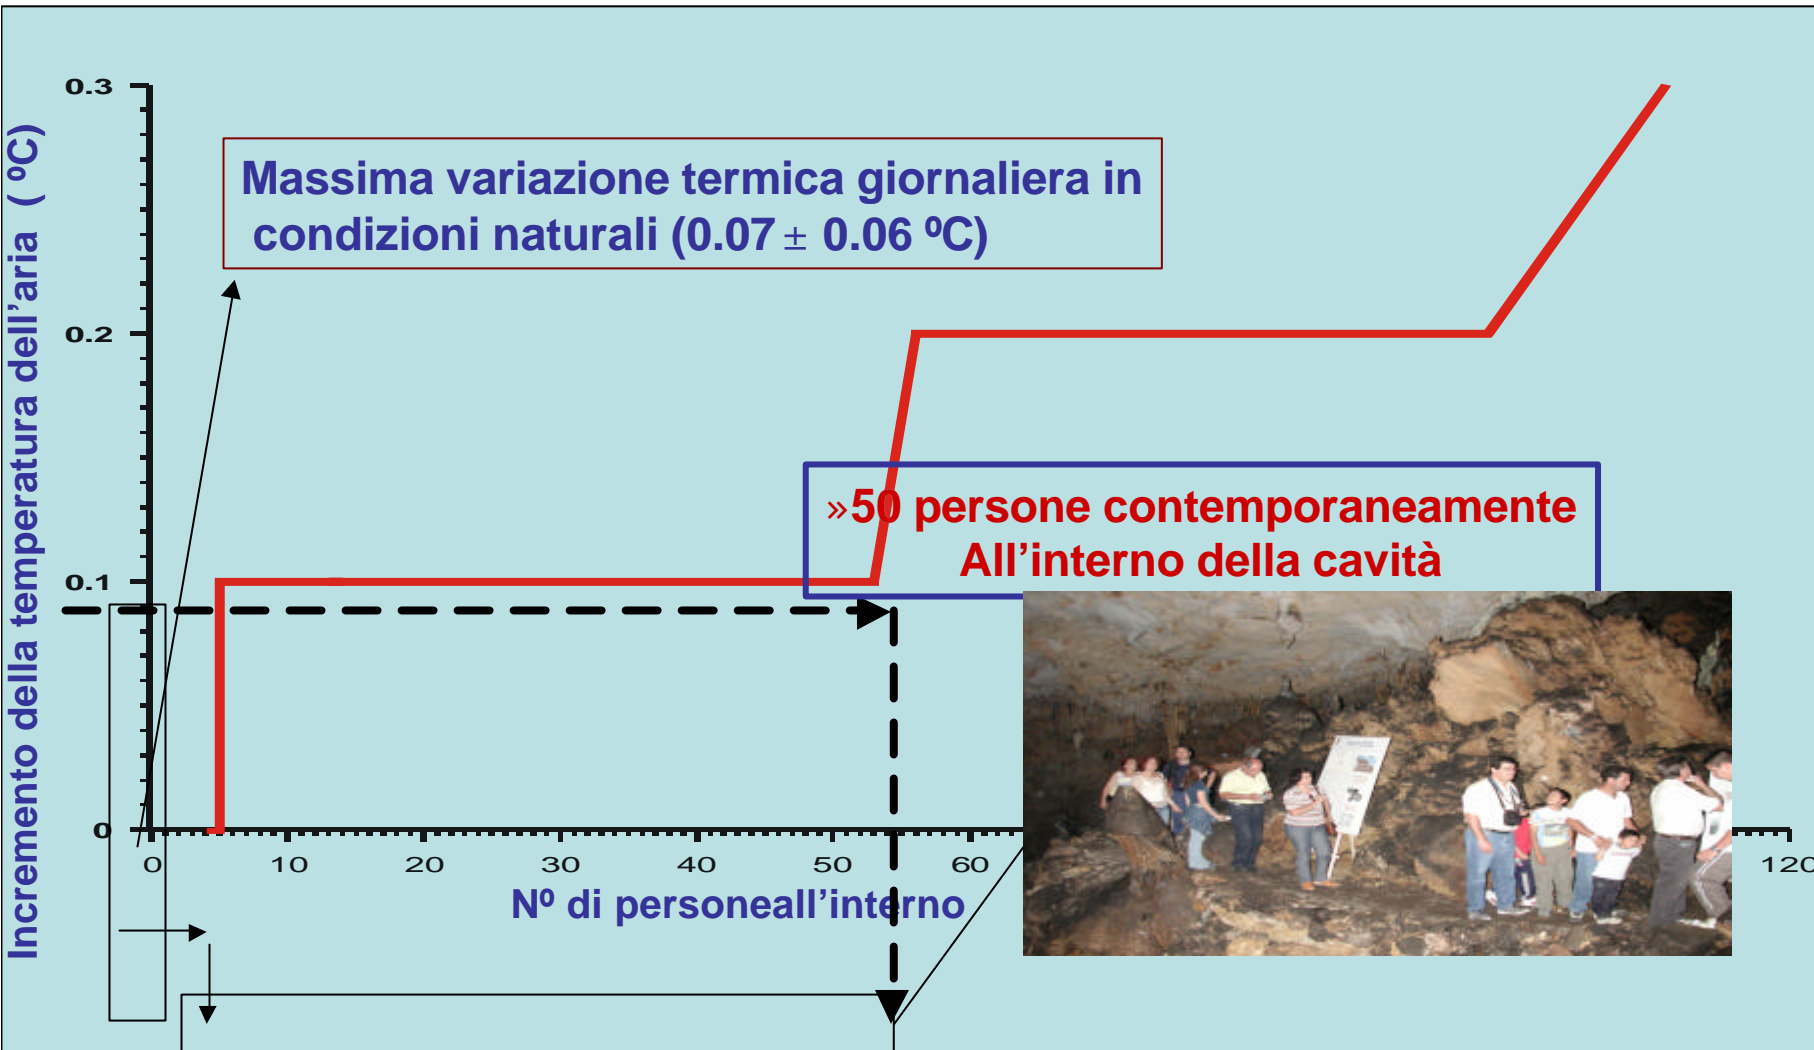 0.3
Massima variazione termica giornaliera in
condizioni naturali (0.07 ± 0.06 ºC)
Incremento della temperatura dell’aria ( ºC)
0.2
»50 persone contemporaneamente
All’interno della cavità
0.1
0
0 10 20 30 40 50 60 120
Nº di personeall'interno